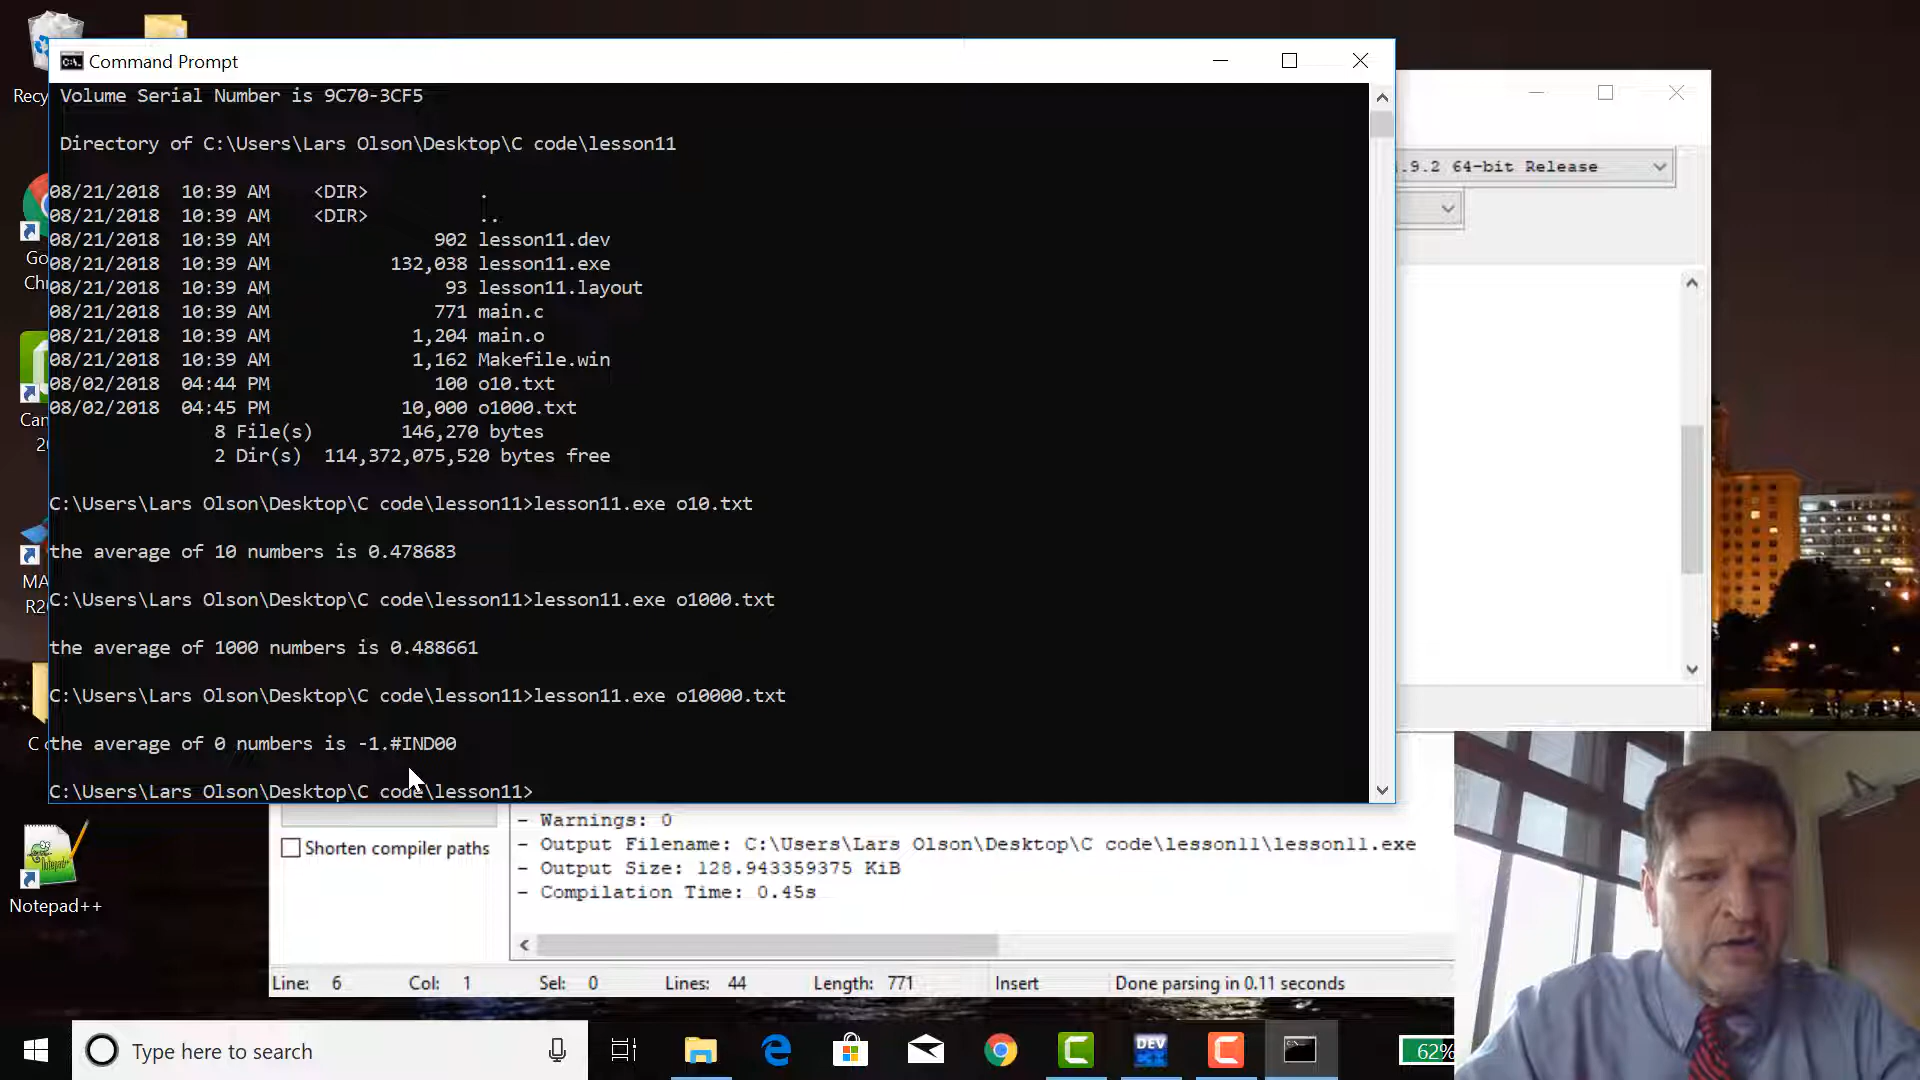 Command Prompt
Volume Serial Number is 9C70-3CF5
Directory of C:\Users\Lars Olson\Desktop\C code\lesson11
08/21/2018  10:39 AM    <DIR>          .
08/21/2018  10:39 AM    <DIR>          ..
08/21/2018  10:39 AM               902 lesson11.dev
08/21/2018  10:39 AM           132,038 lesson11.exe
08/21/2018  10:39 AM                93 lesson11.layout
08/21/2018  10:39 AM               771 main.c
08/21/2018  10:39 AM             1,204 main.o
08/21/2018  10:39 AM             1,162 Makefile.win
08/02/2018  04:44 PM               100 o10.txt
08/02/2018  04:45 PM            10,000 o1000.txt
8 File(s)        146,270 bytes
2 Dir(s)  114,372,075,520 bytes free
C:\Users\Lars Olson\Desktop\C code\lesson11>lesson11.exe o10.txt
the average of 10 numbers is 0.478683
C:\Users\Lars Olson\Desktop\C code\lesson11>lesson11.exe o1000.txt
the average of 1000 numbers is 0.488661
C:\Users\Lars Olson\Desktop\C code\lesson11>lesson11.exe o10000.txt
the average of 0 numbers is -1.#IND00
C:\Users\Lars Olson\Desktop\C code\lesson11>
.9.2 64-bit Release
Recy
Go
Chr
Can
20
MA
R20
C c
Notepad++
Shorten compiler paths
- Warnings: 0
- Output Filename: C:\Users\Lars Olson\Desktop\C code\lesson11\lesson11.exe
- Output Size: 128.943359375 KiB
- Compilation Time: 0.45s
Line: 6 Col: 1 Sel: 0 Lines: 44 Length: 771 Insert Done parsing in 0.11 seconds
Type here to search
DEV
62%